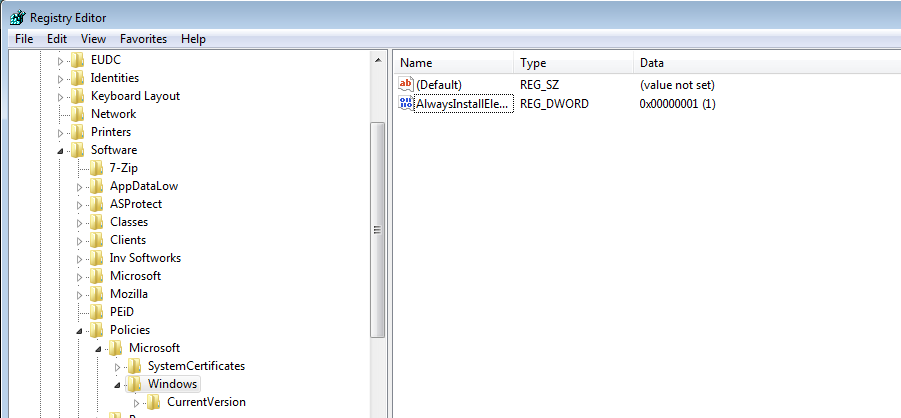 Registry Editor
File Edit View Favorites Help
EUDC
Identities
Keyboard Layout
Network
Printers
Software
7-Zip
AppDataLow
ASProtect
Classes
Clients
Inv Softworks
Microsoft
Mozilla
PEiD
Policies
Microsoft
SystemCertificates
Windows
CurrentVersion
Name Type Data
(Default) REG_SZ (value not set)
AlwaysInstallEle... REG_DWORD 0x00000001 (1)